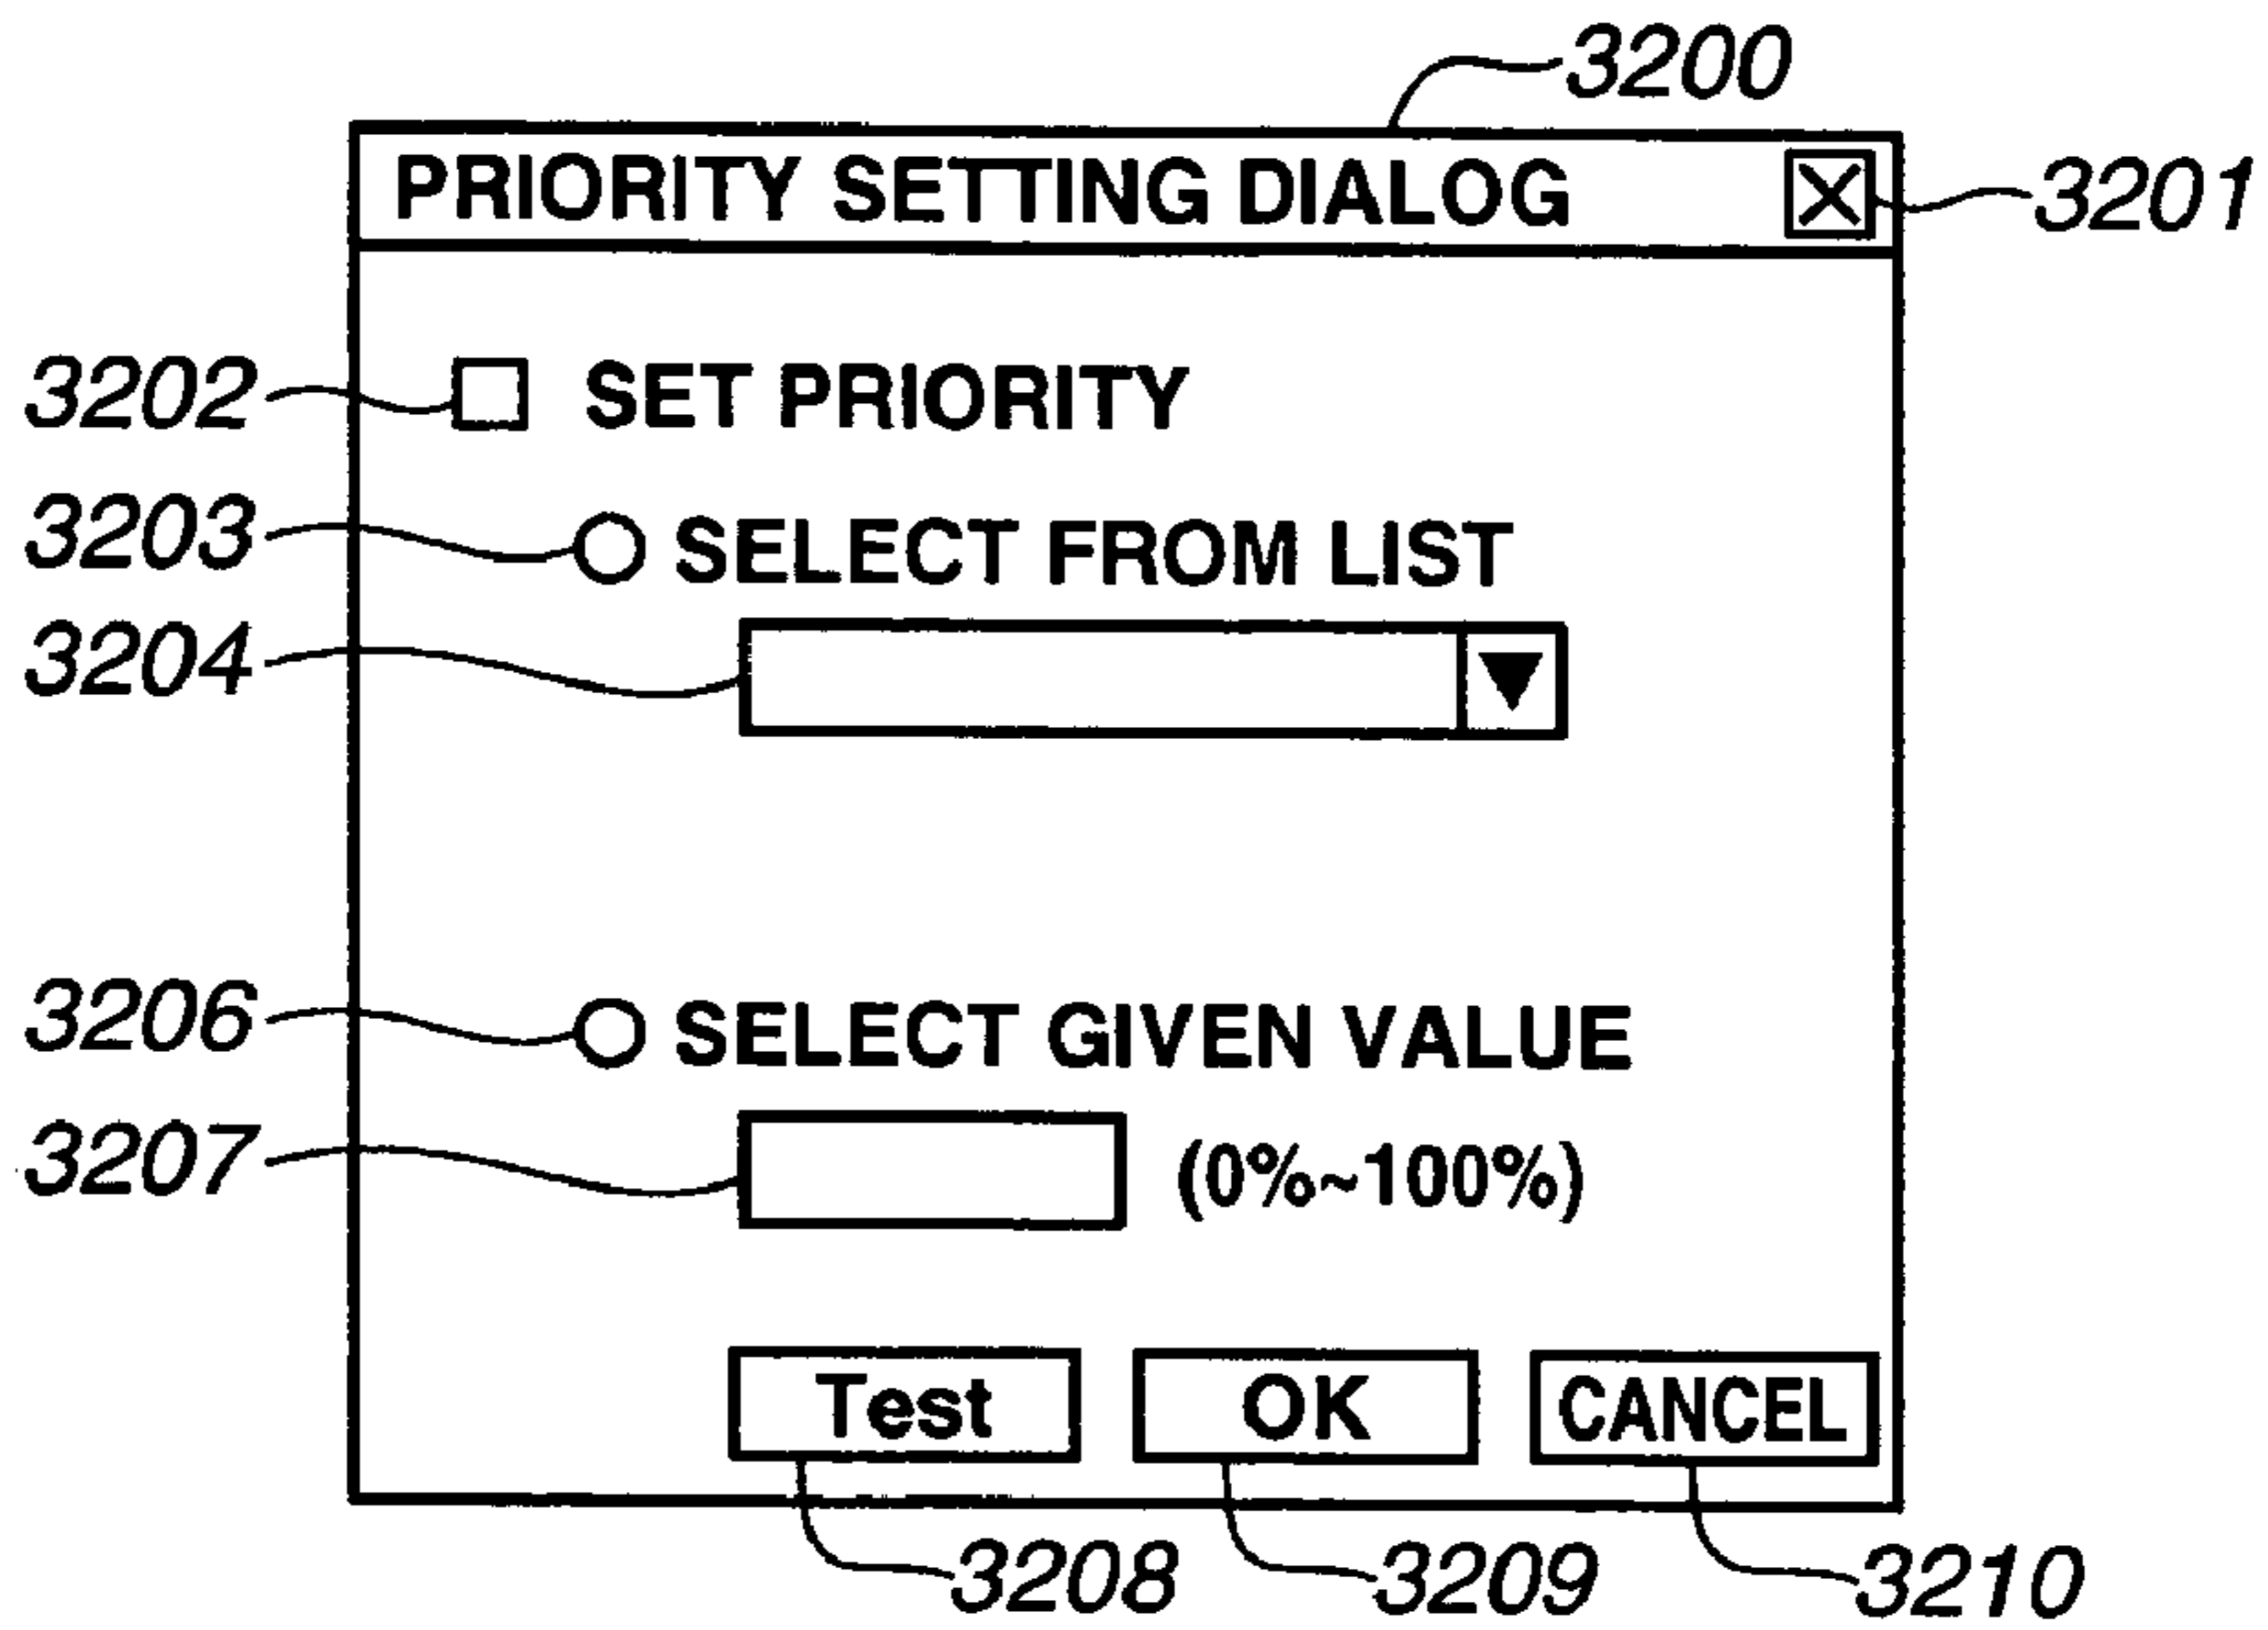 3200
PRIORITY SETTING DIALOG
3201
3202
SET PRIORITY
3203
SELECT FROM LIST
3204
3206
SELECT GIVEN VALUE
3207
(0%~100%)
Test
OK
CANCEL
3208
3209
3210